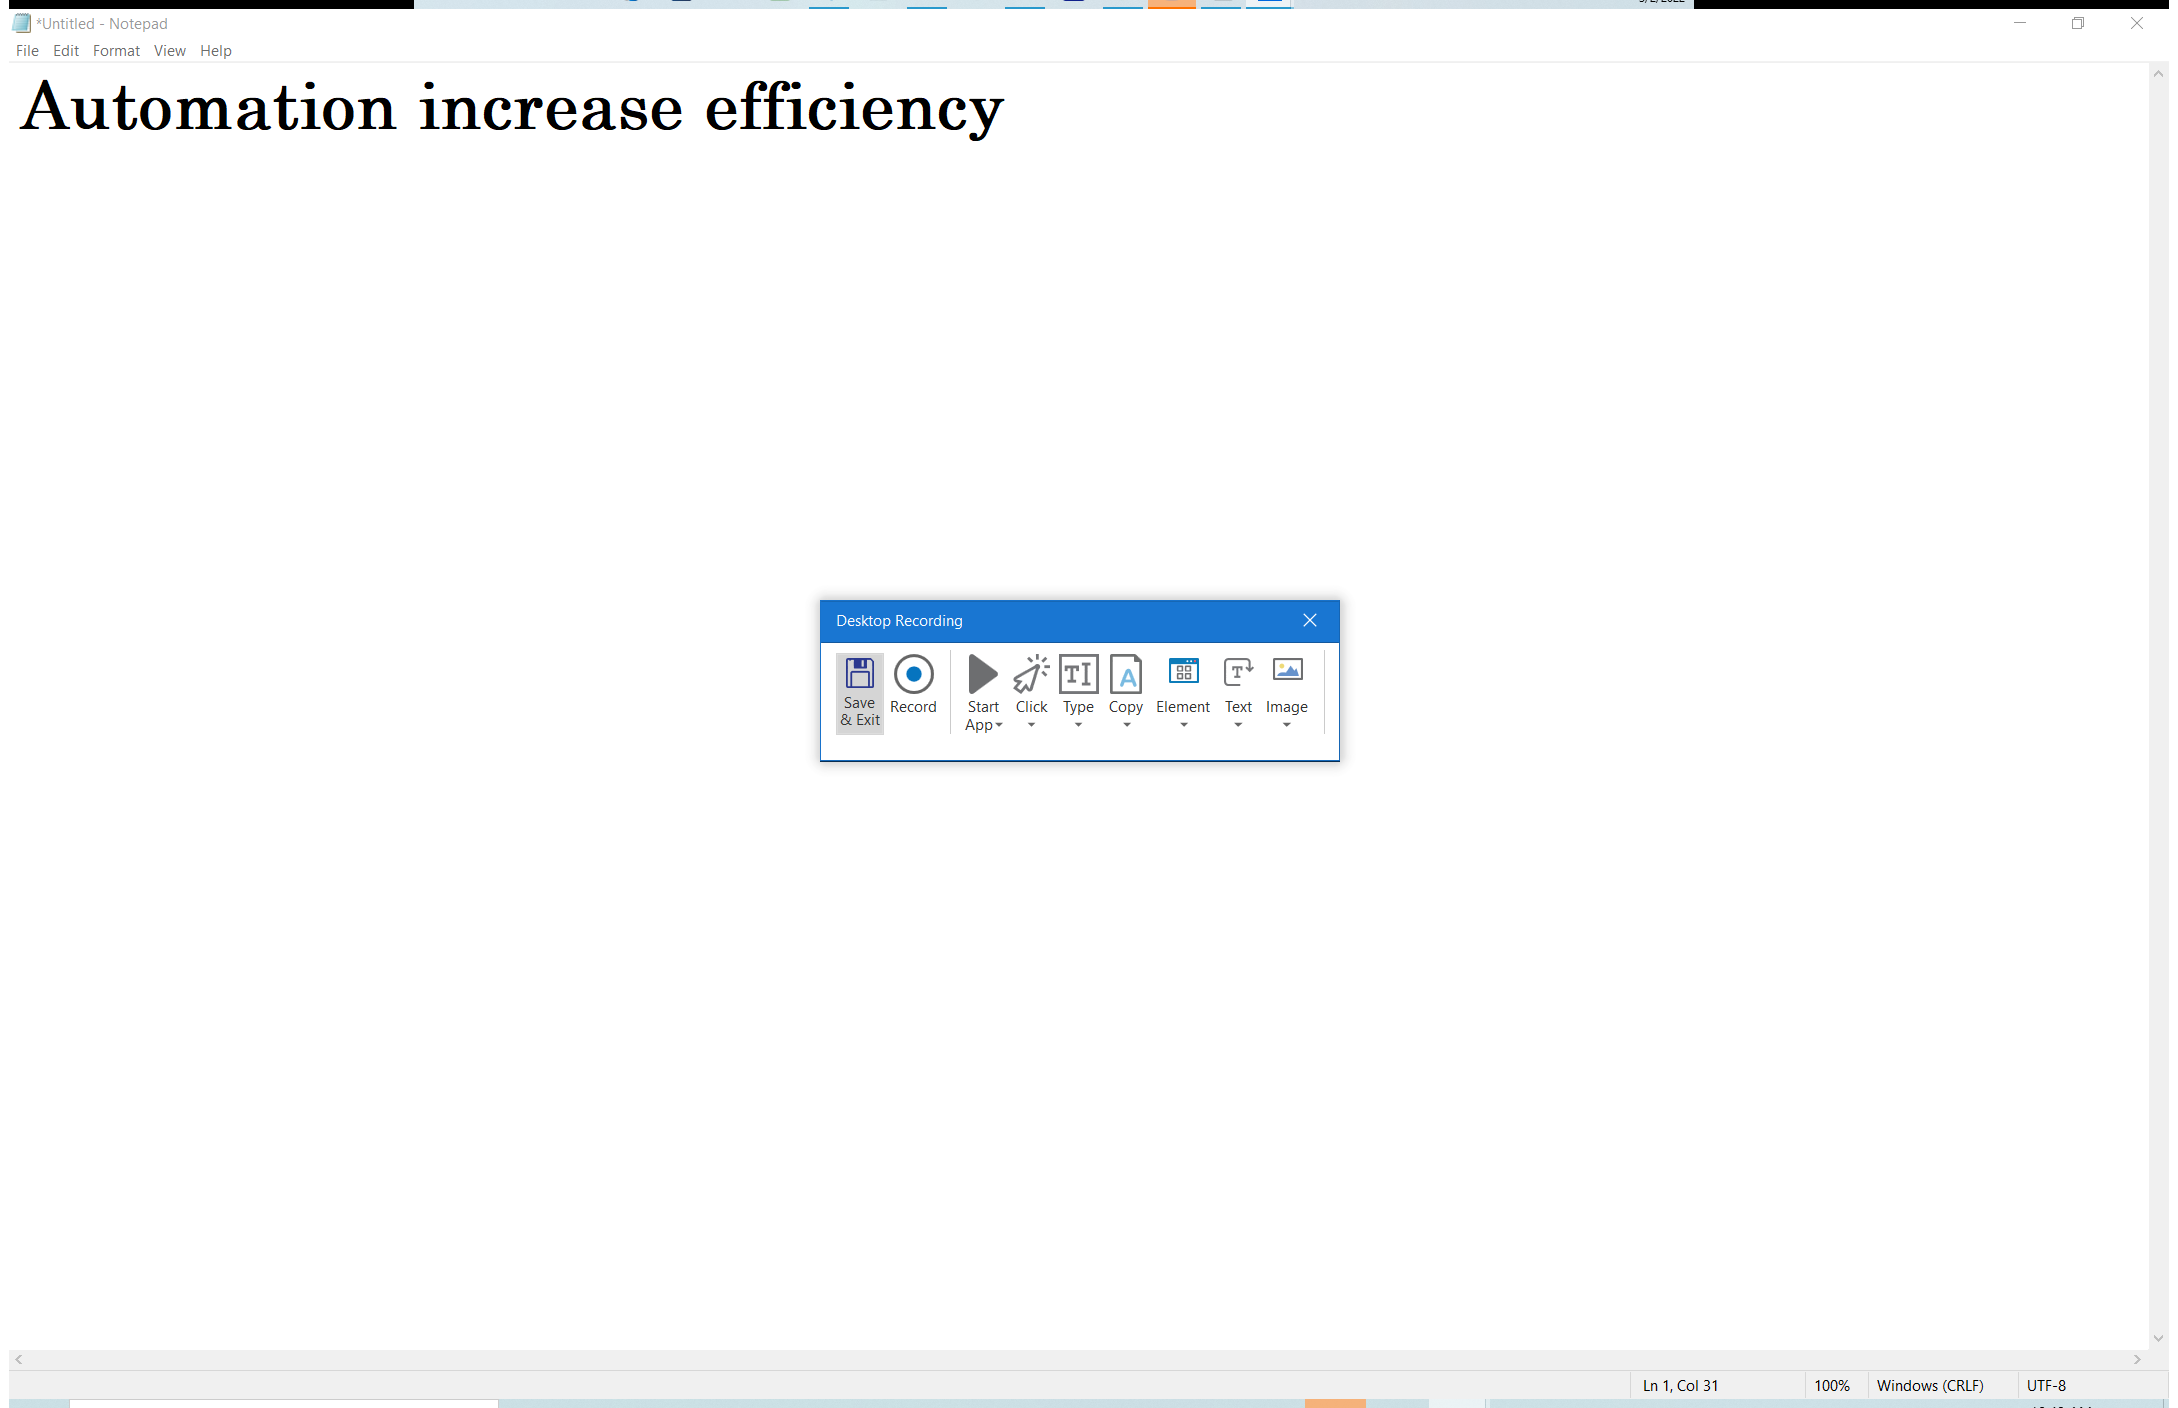 *Untitled - Notepad
File Edit Format View Help
Automation increase efficiency
Desktop Recording
Save & Exit
Record
Start App
Click
Type
Copy
Element
Text
Image
Ln 1, Col 31
100%
Windows (CRLF)
UTF-8